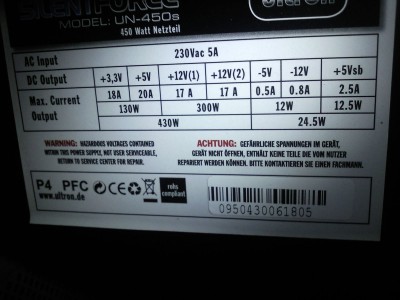 SILENTFORCE ultron
MODEL: UN-450s
450 Watt Netzteil
AC Input 230Vac 5A
DC Output +3,3V +5V +12V(1) +12V(2) -5V -12V +5Vsb
Max. Current Output 18A 20A 17 A 17 A 0.5A 0.8A 2.5A
130W 300W 12W 12.5W
430W 24.5W
WARNING: HAZARDOUS VOLTAGES CONTAINED
WITHIN THIS POWER SUPPLY, NOT USER SERVICEABLE.
RETURN TO SERVICE CENTER FOR REPAIR.
ACHTUNG: GEFÄHRLICHE SPANNUNGEN IM GERÄT,
GERÄT NICHT ÖFFNEN, ENTHÄLT KEINE TEILE DIE VOM NUTZER
REPARIERT WERDEN KÖNNEN. BITTE KONTAKTIEREN SIE EINEN FACHMANN.
P4 PFC CE
www.ultron.de
rohs
compliant
0950430061805